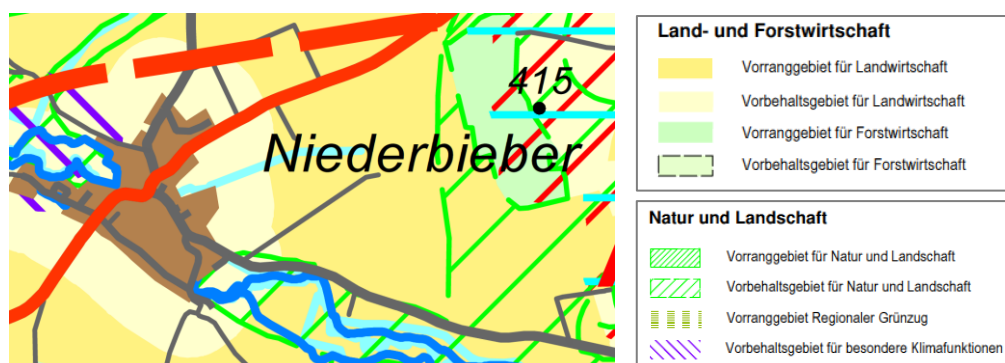 415
Niederbieber
Land- und Forstwirtschaft
Vorranggebiet für Landwirtschaft
Vorbehaltsgebiet für Landwirtschaft
Vorranggebiet für Forstwirtschaft
Vorbehaltsgebiet für Forstwirtschaft
Natur und Landschaft
Vorranggebiet für Natur und Landschaft
Vorbehaltsgebiet für Natur und Landschaft
Vorranggebiet Regionaler Grünzug
Vorbehaltsgebiet für besondere Klimafunktionen